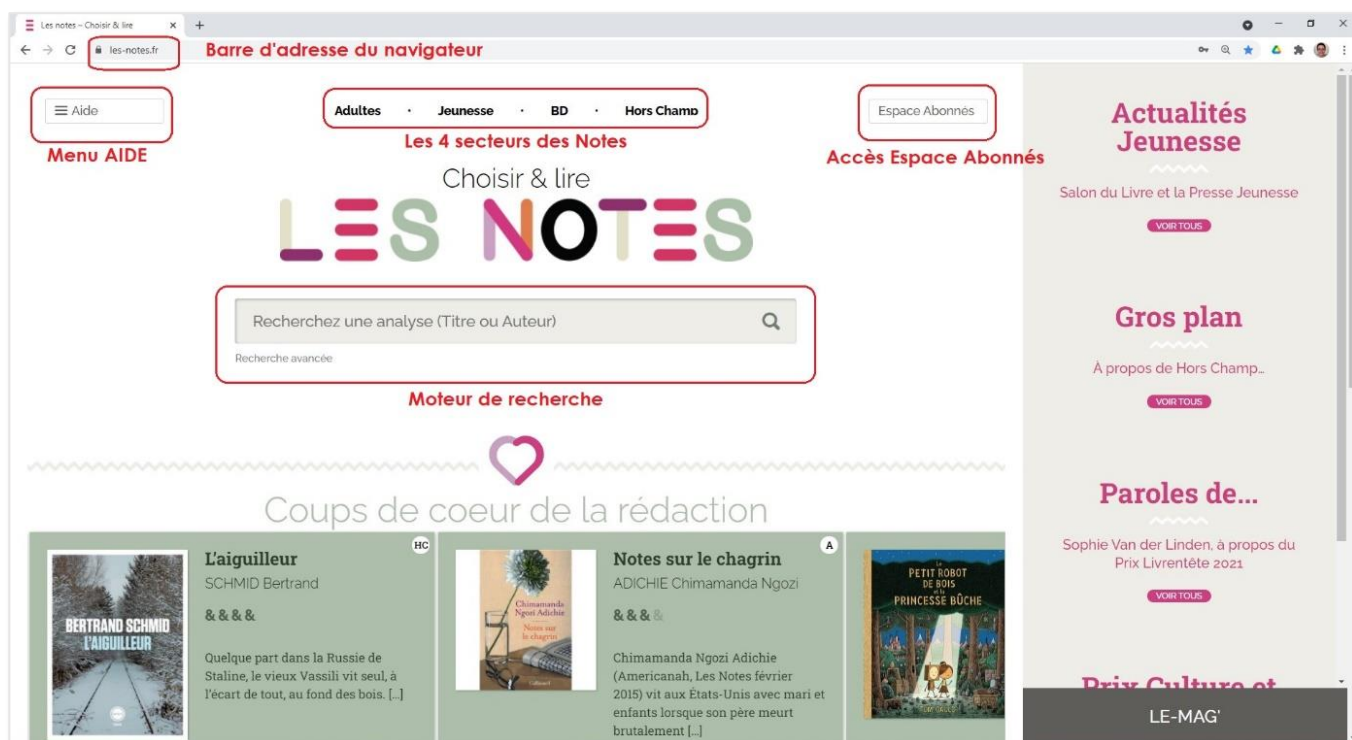 Les notes – Choisir & lire
les-notes.fr
Barre d'adresse du navigateur
Aide
Menu AIDE
Adultes · Jeunesse · BD · Hors Champ
Les 4 secteurs des Notes
Espace Abonnés
Accès Espace Abonnés
Choisir & lire
LES NOTES
Recherchez une analyse (Titre ou Auteur)
Recherche avancée
Moteur de recherche
Coups de coeur de la rédaction
BERTRAND SCHMID
L'AIGUILLEUR
HC
L'aiguilleur
SCHMID Bertrand
& & & &
Quelque part dans la Russie de
Staline, le vieux Vassili vit seul, à
l'écart de tout, au fond des bois. [...]
Chimamanda
Ngozi Adichie
Notes sur
le chagrin
Gallimard
A
Notes sur le chagrin
ADICHIE Chimamanda Ngozi
& & & &
Chimamanda Ngozi Adichie
(Americanah, Les Notes février
2015) vit aux États-Unis avec mari et
enfants lorsque son père meurt
brutalement [...]
Le
PETIT ROBOT
DE BOIS
et la
PRINCESSE BÛCHE
TOM GAULD
Actualités
Jeunesse
Salon du Livre et la Presse Jeunesse
VOIR TOUS
Gros plan
À propos de Hors Champ...
VOIR TOUS
Paroles de...
Sophie Van der Linden, à propos du
Prix Livrentête 2021
VOIR TOUS
Prix Culture et
LE-MAG'